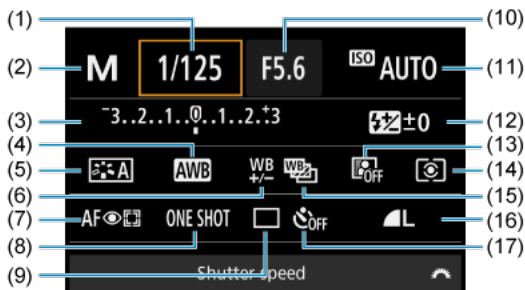 (1) (10)
(2) M 1/125 F5.6 ISO AUTO (11)
(3) -3..2..1..0..1..2.+3 ±0 (12)
(4) (13)
(5) A AWB WB +/- WB OFF (14)
(6) (15)
(7) AF ONE SHOT OFF L (16)
(8) (17)
(9) Shutter speed